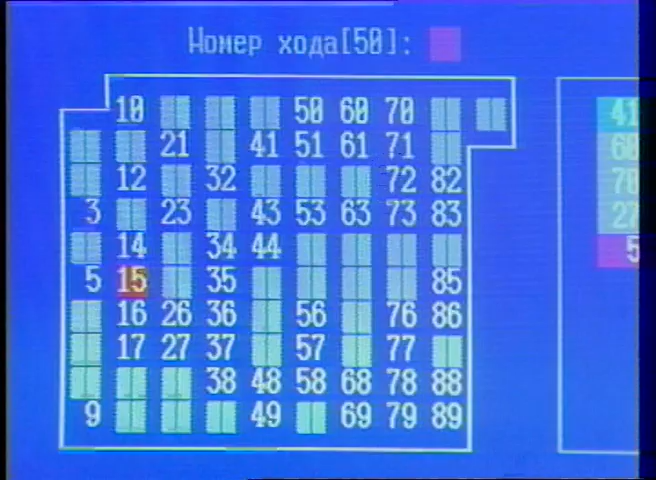 Номер хода[50]:
10 50 60 70
21 41 51 61 71
12 32 72 82
3 23 43 53 63 73 83
14 34 44
5 15 35 85
16 26 36 56 76 86
17 27 37 57 77
38 48 58 68 78 88
9 49 69 79 89
41
60
70
27
5